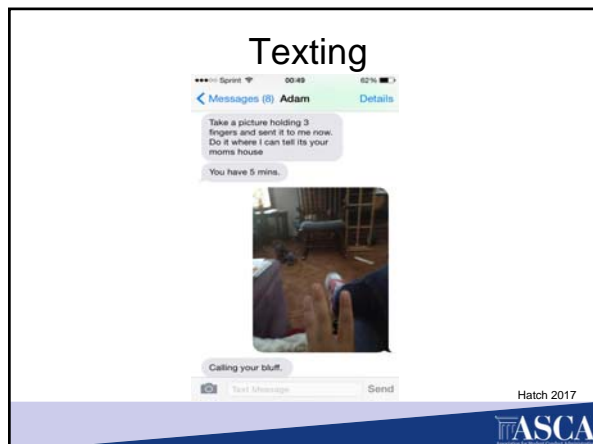 Texting
Sprint 00:49 62%
Messages (8) Adam Details
Take a picture holding 3
fingers and sent it to me now.
Do it where I can tell its your
moms house
You have 5 mins.
Calling your bluff.
Text Message Send
Hatch 2017
ASCA